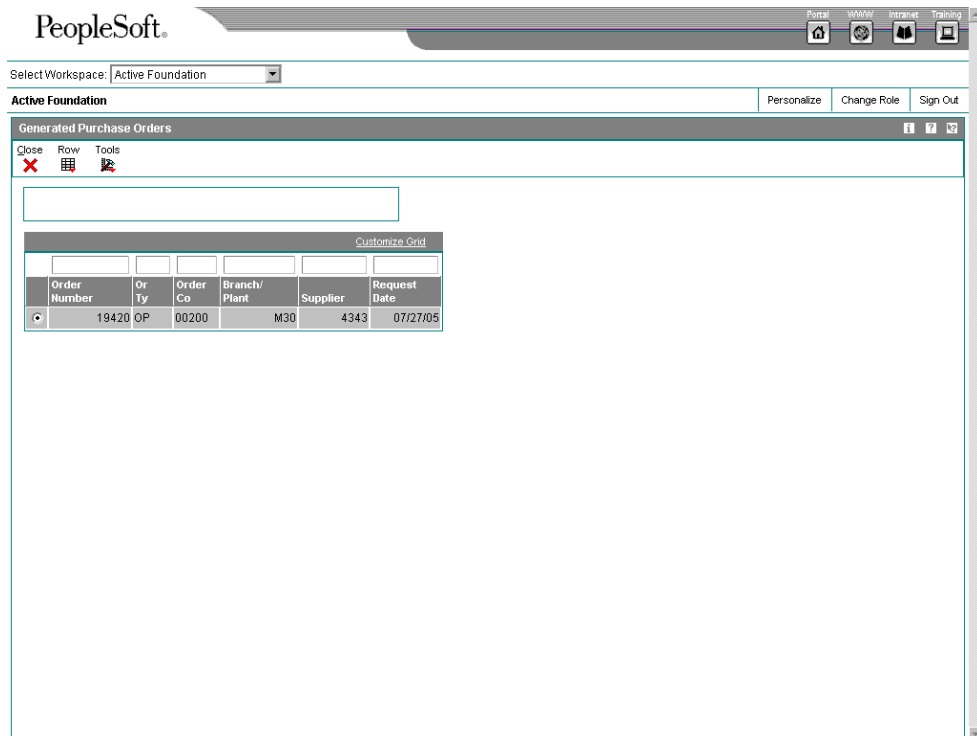 PeopleSoft.
Portal WWW Intranet Training
Select Workspace: Active Foundation
Active Foundation Personalize Change Role Sign Out
Generated Purchase Orders
Close Row Tools
Customize Grid
Order Number Or Ty Order Co Branch/ Plant Supplier Request Date
19420 OP 00200 M30 4343 07/27/05